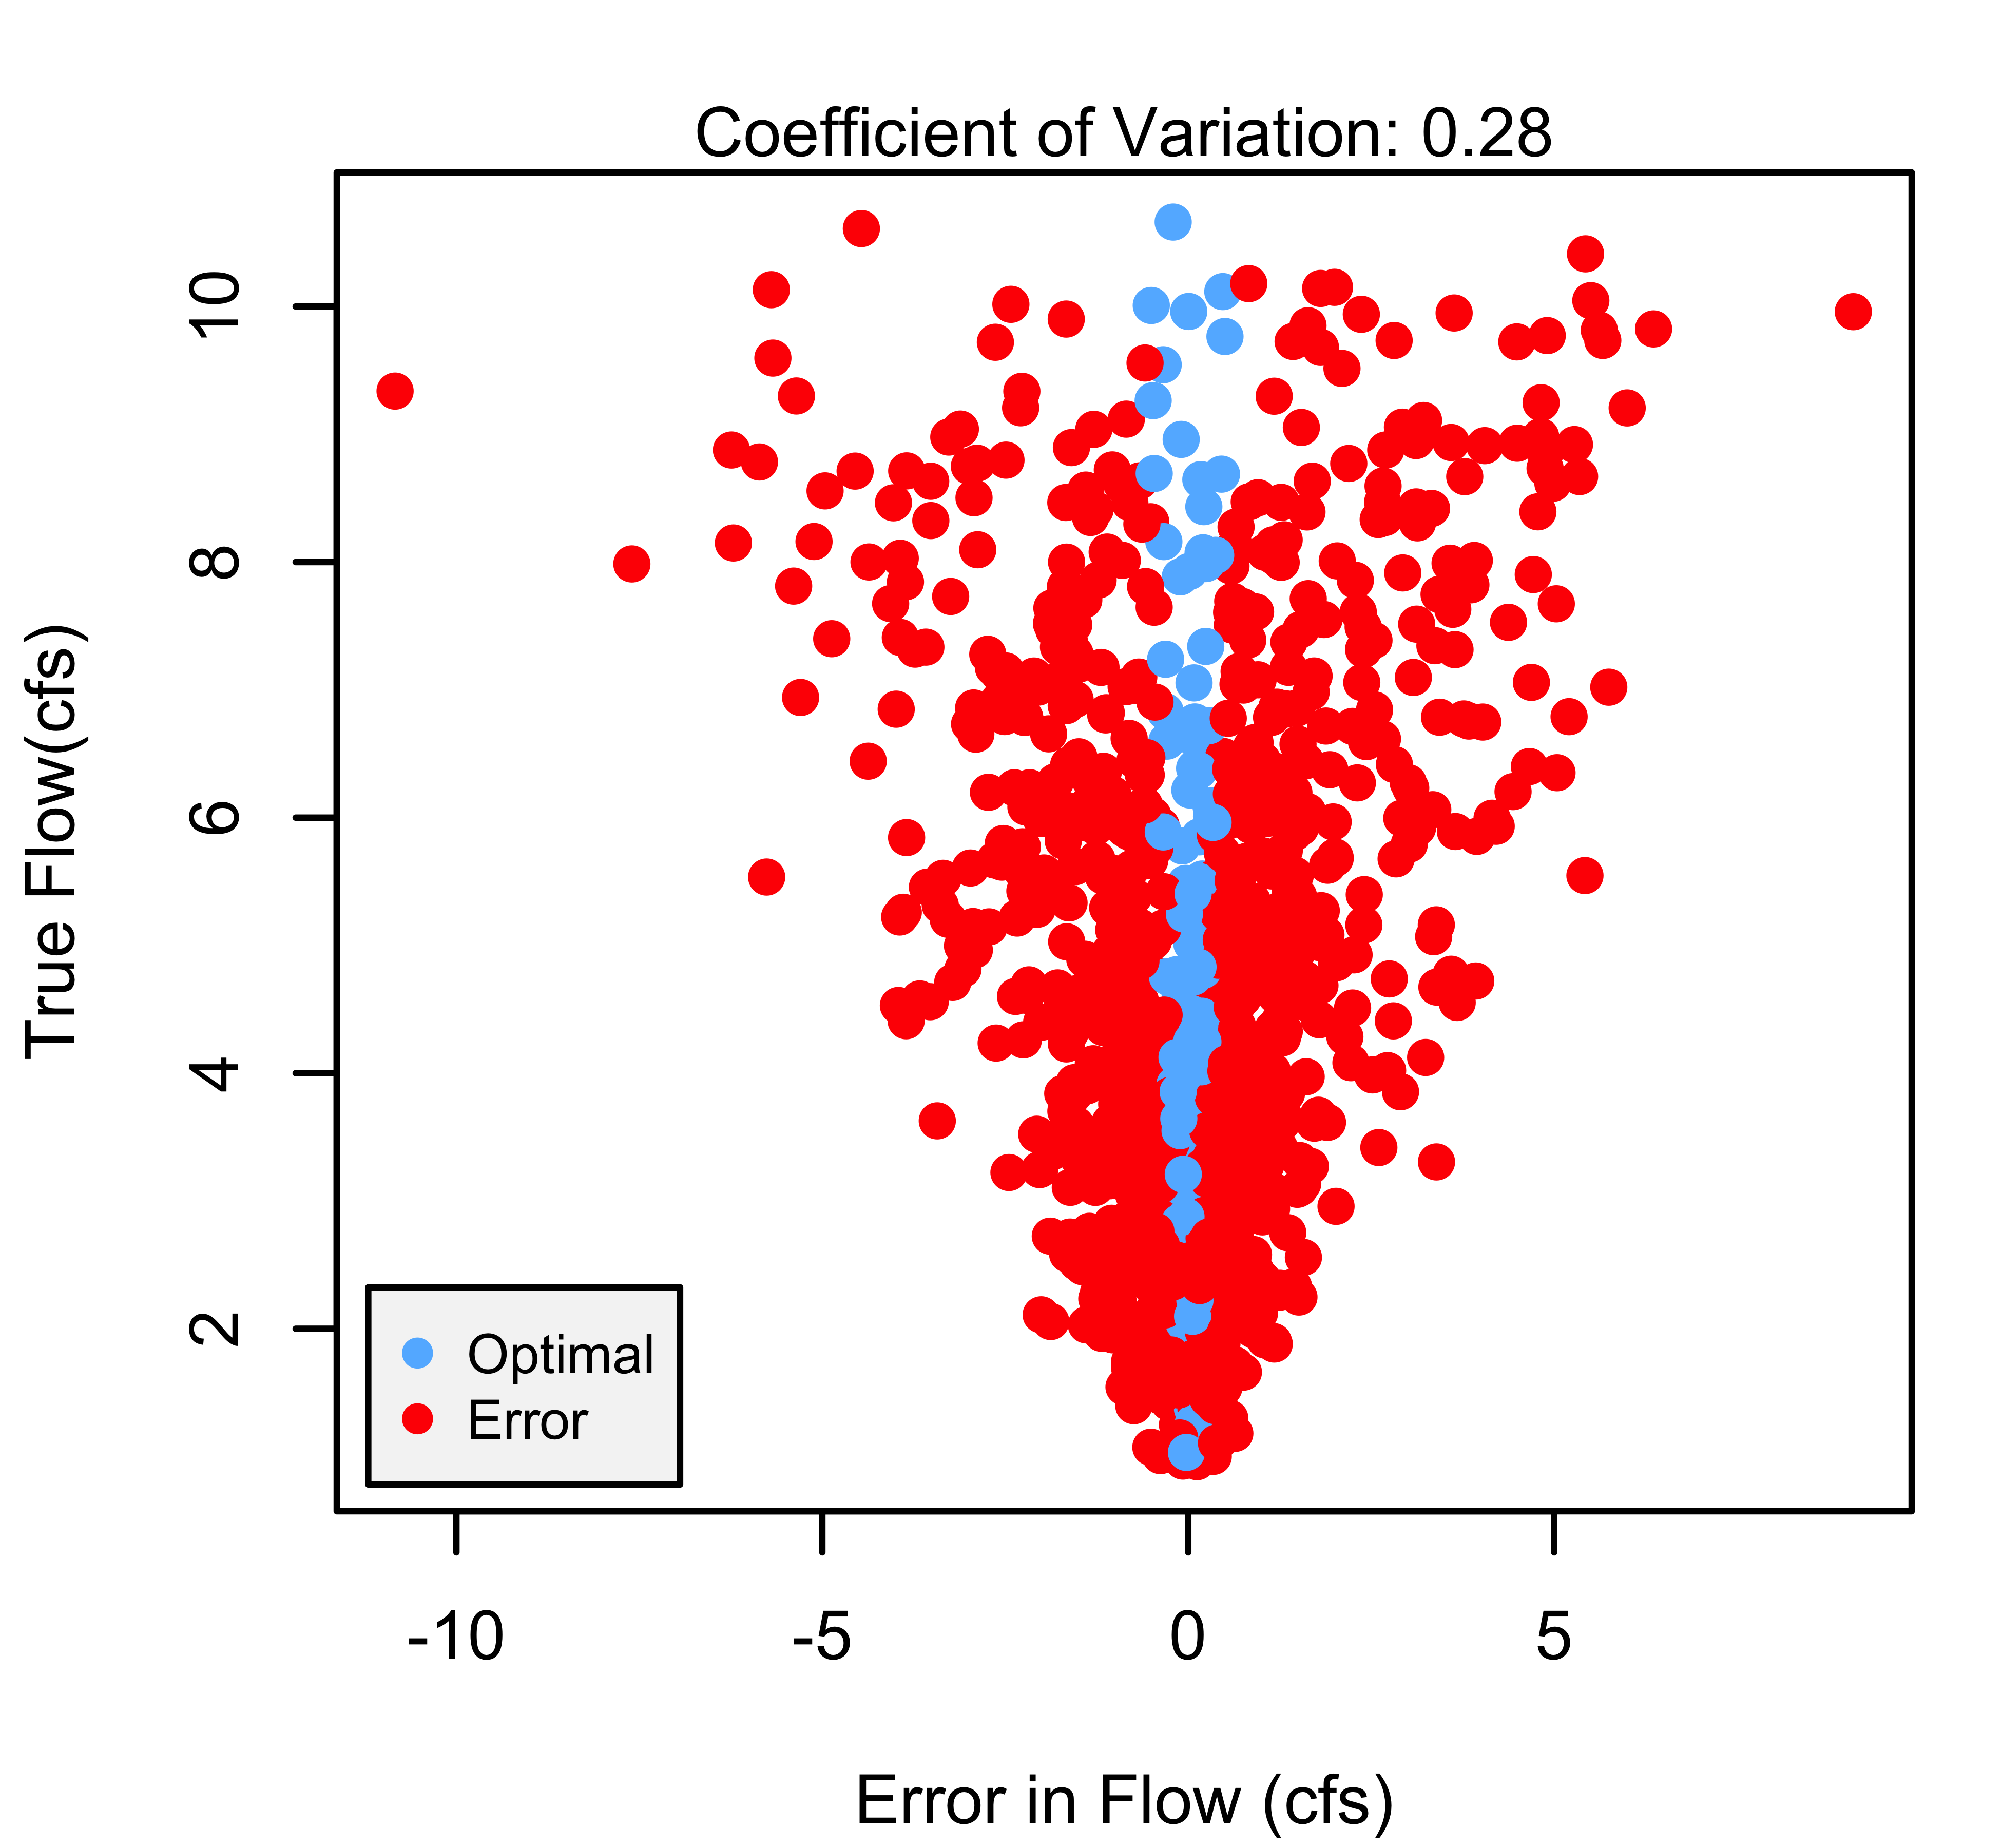 Coefficient of Variation: 0.28
True Flow(cfs)
10
8
6
4
2
Optimal
Error
-10 -5 0 5
Error in Flow (cfs)